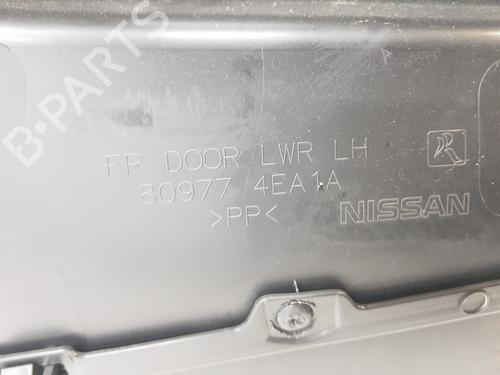 B-PARTS
FR DOOR LWR LH
80977 4EA1A
>PP<
NISSAN